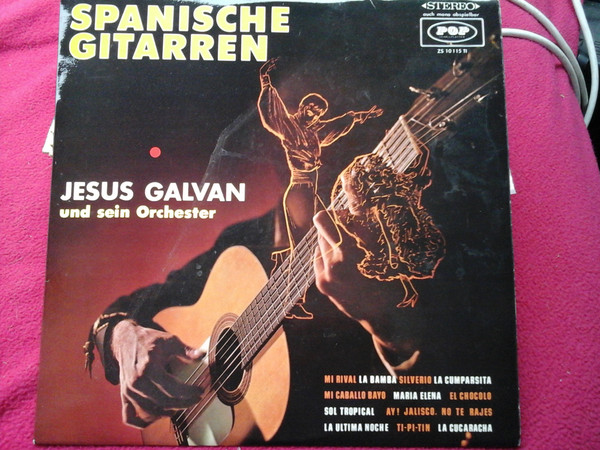 SPANISCHE
GITARREN
STEREO
auch mono abspielbar
POP
ZS 10 115 TI
JESUS GALVAN
und sein Orchester
MI RIVAL LA BAMBA SILVERIO LA CUMPARSITA
MI CABALLO BAYO MARIA ELENA EL CHOCOLO
SOL TROPICAL AY! JALISCO. NO TE RAJES
LA ULTIMA NOCHE TI-PI-TIN LA CUCARACHA